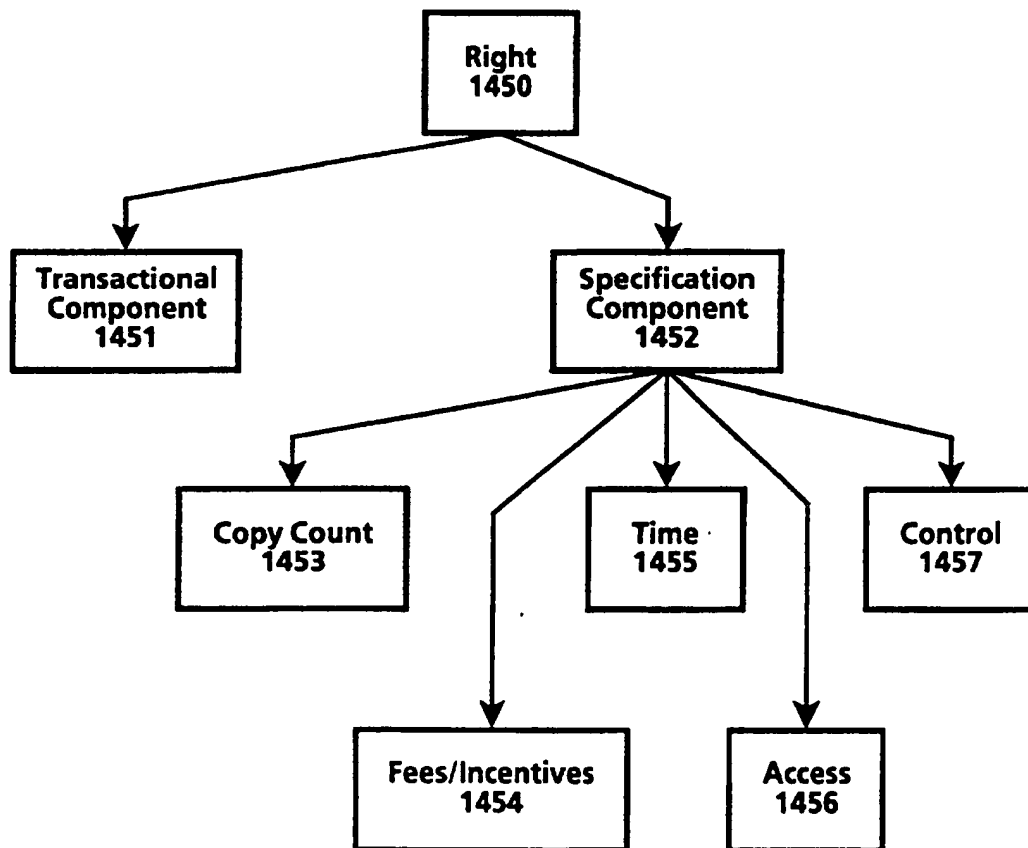 Right
1450
Transactional
Component
1451
Specification
Component
1452
Copy Count
1453
Time
1455
Control
1457
Fees/Incentives
1454
Access
1456